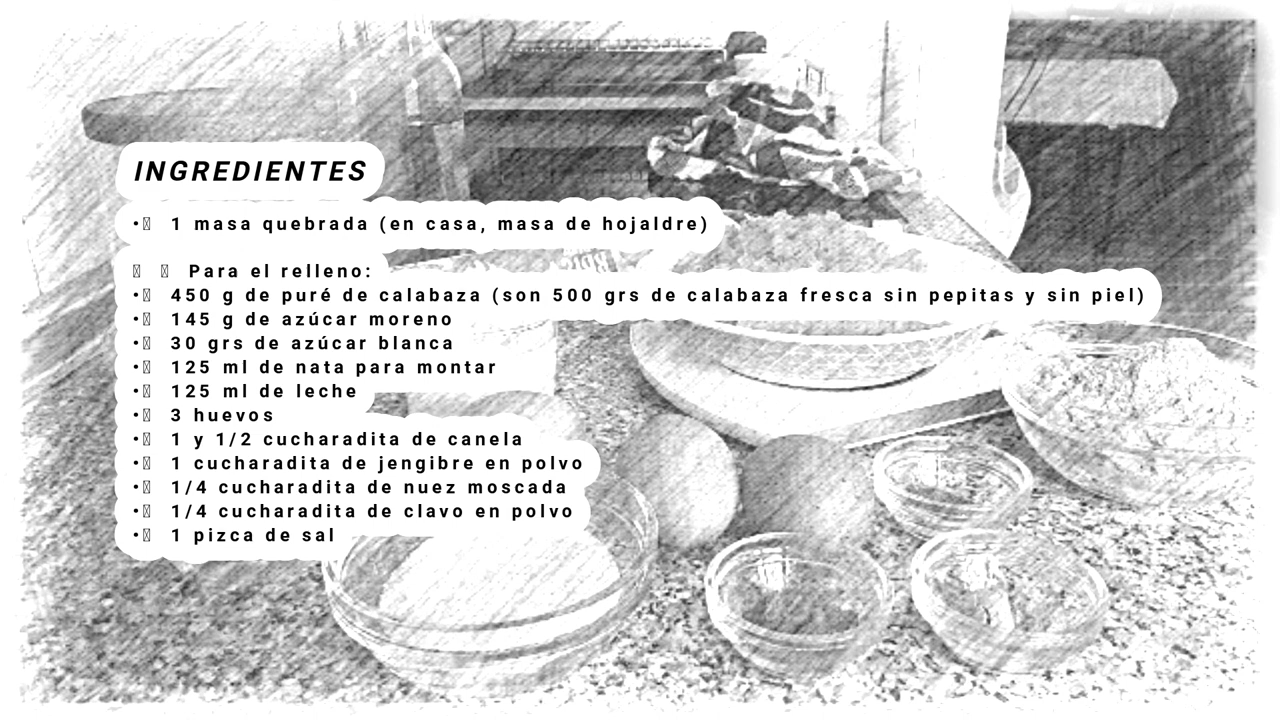 INGREDIENTES
• 1 masa quebrada (en casa, masa de hojaldre)
Para el relleno:
• 450 g de puré de calabaza (son 500 grs de calabaza fresca sin pepitas y sin piel)
• 145 g de azúcar moreno
• 30 grs de azúcar blanca
• 125 ml de nata para montar
• 125 ml de leche
• 3 huevos
• 1 y 1/2 cucharadita de canela
• 1 cucharadita de jengibre en polvo
• 1/4 cucharadita de nuez moscada
• 1/4 cucharadita de clavo en polvo
• 1 pizca de sal